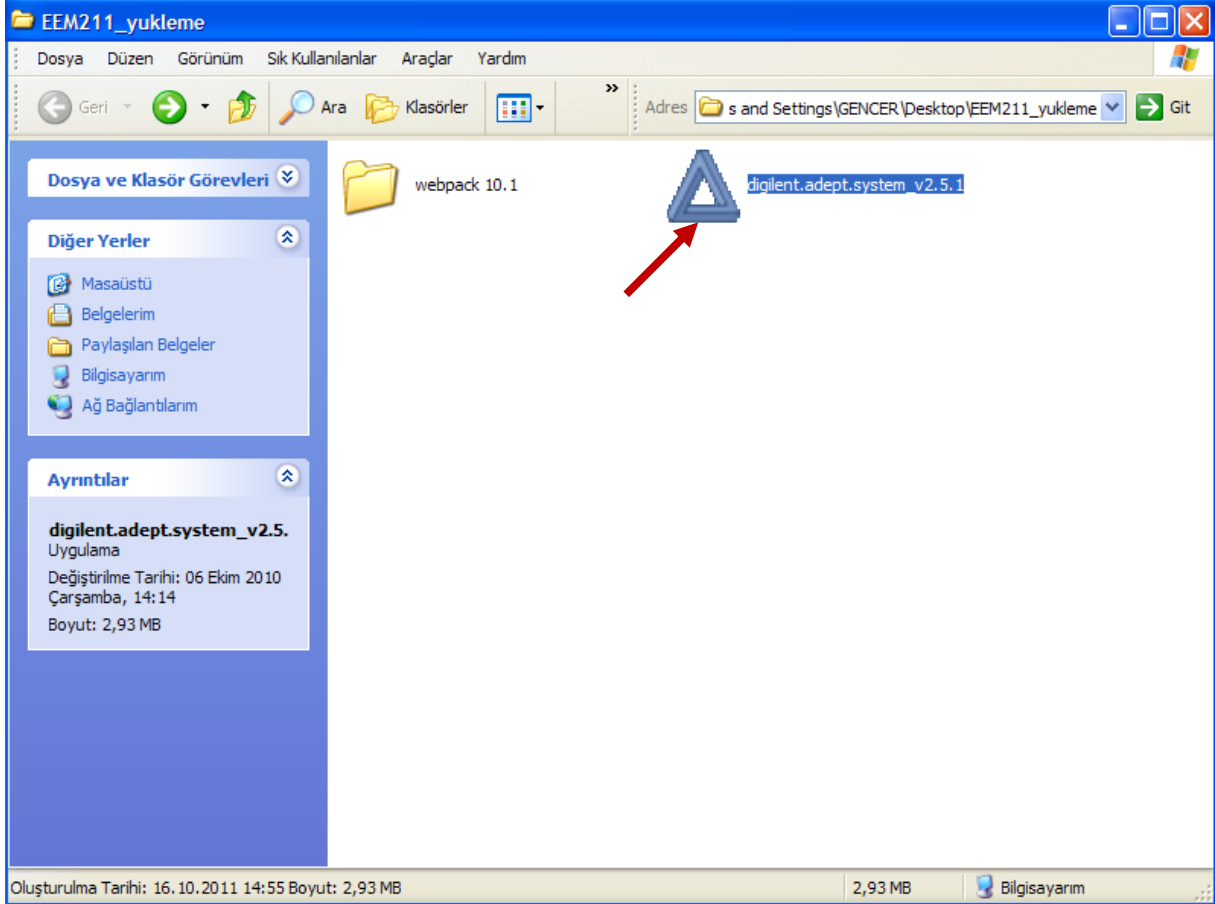 EEM211_yukleme
Dosya Düzen Görünüm Sık Kullanılanlar Araçlar Yardım
Geri Ara Klasörler » Adres s and Settings\GENCER\Desktop\EEM211_yukleme Git
Dosya ve Klasör Görevleri
webpack 10.1
digilent.adept.system_v2.5.1
Diğer Yerler
Masaüstü
Belgelerim
Paylaşılan Belgeler
Bilgisayarım
Ağ Bağlantılarım
Ayrıntılar
digilent.adept.system_v2.5.
Uygulama
Değiştirilme Tarihi: 06 Ekim 2010
Çarşamba, 14:14
Boyut: 2,93 MB
Oluşturulma Tarihi: 16.10.2011 14:55 Boyut: 2,93 MB 2,93 MB Bilgisayarım